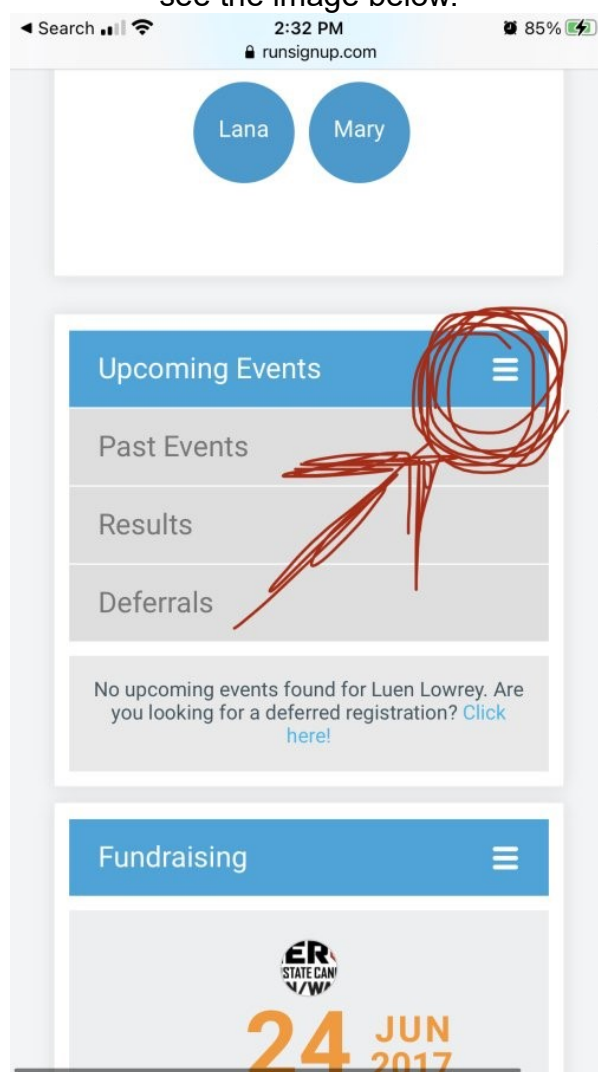 see the image below.
◀ Search
2:32 PM
85%
runsignup.com
Lana
Mary
Upcoming Events
Past Events
Results
Deferrals
No upcoming events found for Luen Lowrey. Are
you looking for a deferred registration? Click
here!
Fundraising
STATE CAN
24 JUN
2017